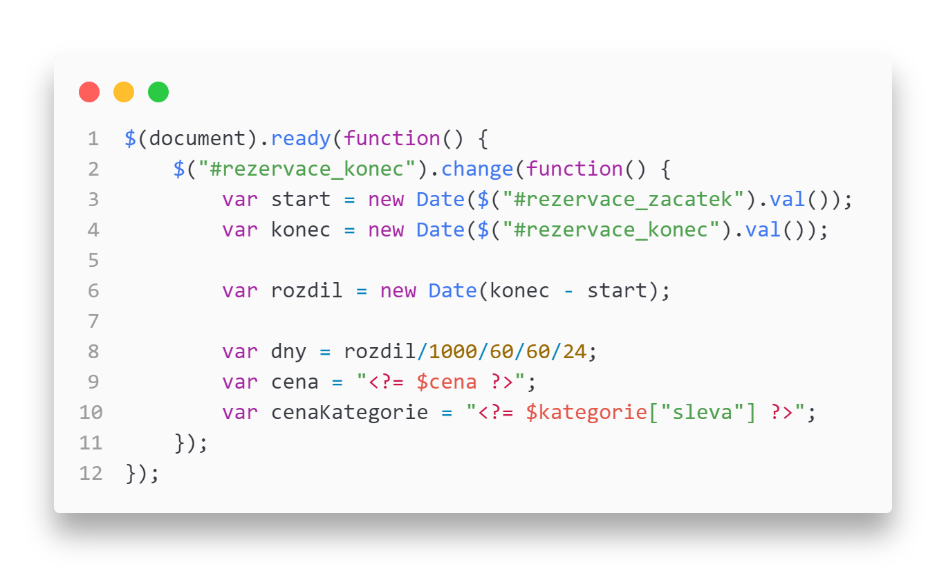 1 $(document).ready(function() {
2 $("#rezervace_konec").change(function() {
3 var start = new Date($("#rezervace_zacatek").val());
4 var konec = new Date($("#rezervace_konec").val());
5
6 var rozdil = new Date(konec - start);
7
8 var dny = rozdil/1000/60/60/24;
9 var cena = "<?= $cena ?>";
10 var cenaKategorie = "<?= $kategorie["sleva"] ?>";
11 });
12 });